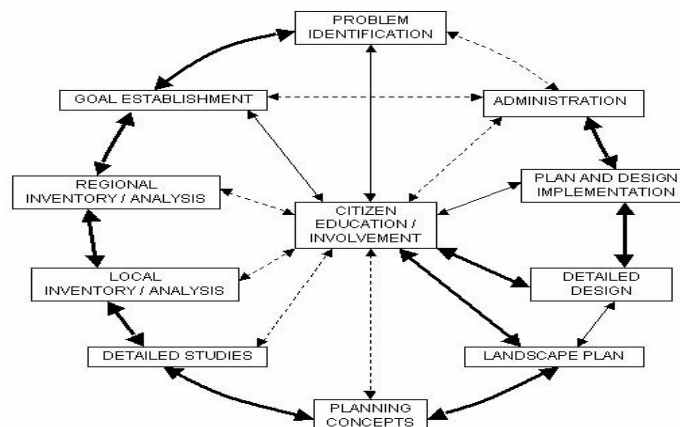 PROBLEM
IDENTIFICATION
GOAL ESTABLISHMENT
ADMINISTRATION
REGIONAL
INVENTORY / ANALYSIS
PLAN AND DESIGN
IMPLEMENTATION
CITIZEN
EDUCATION /
INVOLVEMENT
LOCAL
INVENTORY / ANALYSIS
DETAILED
DESIGN
DETAILED STUDIES
LANDSCAPE PLAN
PLANNING
CONCEPTS